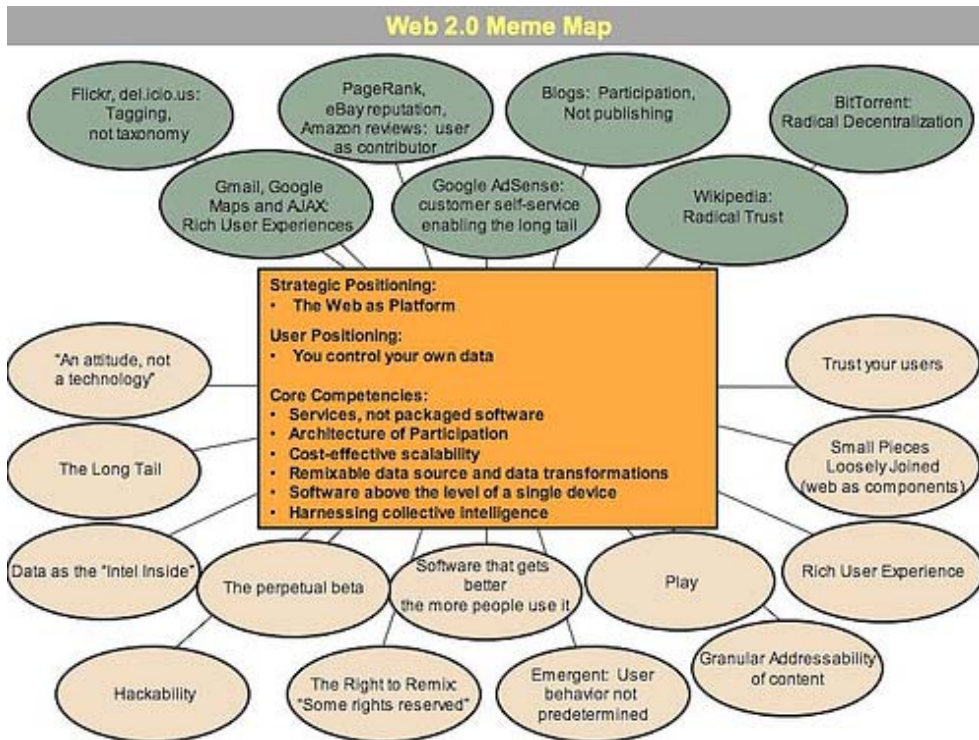 Web 2.0 Meme Map
Flickr, del.icio.us:
Tagging,
not taxonomy
PageRank,
eBay reputation,
Amazon reviews: user
as contributor
Blogs: Participation,
Not publishing
BitTorrent:
Radical Decentralization
Gmail, Google
Maps and AJAX:
Rich User Experiences
Google AdSense:
customer self-service
enabling the long tail
Wikipedia:
Radical Trust
Strategic Positioning:
• The Web as Platform
User Positioning:
• You control your own data
Core Competencies:
• Services, not packaged software
• Architecture of Participation
• Cost-effective scalability
• Remixable data source and data transformations
• Software above the level of a single device
• Harnessing collective intelligence
"An attitude, not
a technology"
Trust your users
The Long Tail
Small Pieces
Loosely Joined
(web as components)
Data as the "Intel Inside"
The perpetual beta
Software that gets
better
the more people use it
Play
Rich User Experience
Hackability
The Right to Remix:
"Some rights reserved"
Emergent: User
behavior not
predetermined
Granular Addressability
of content